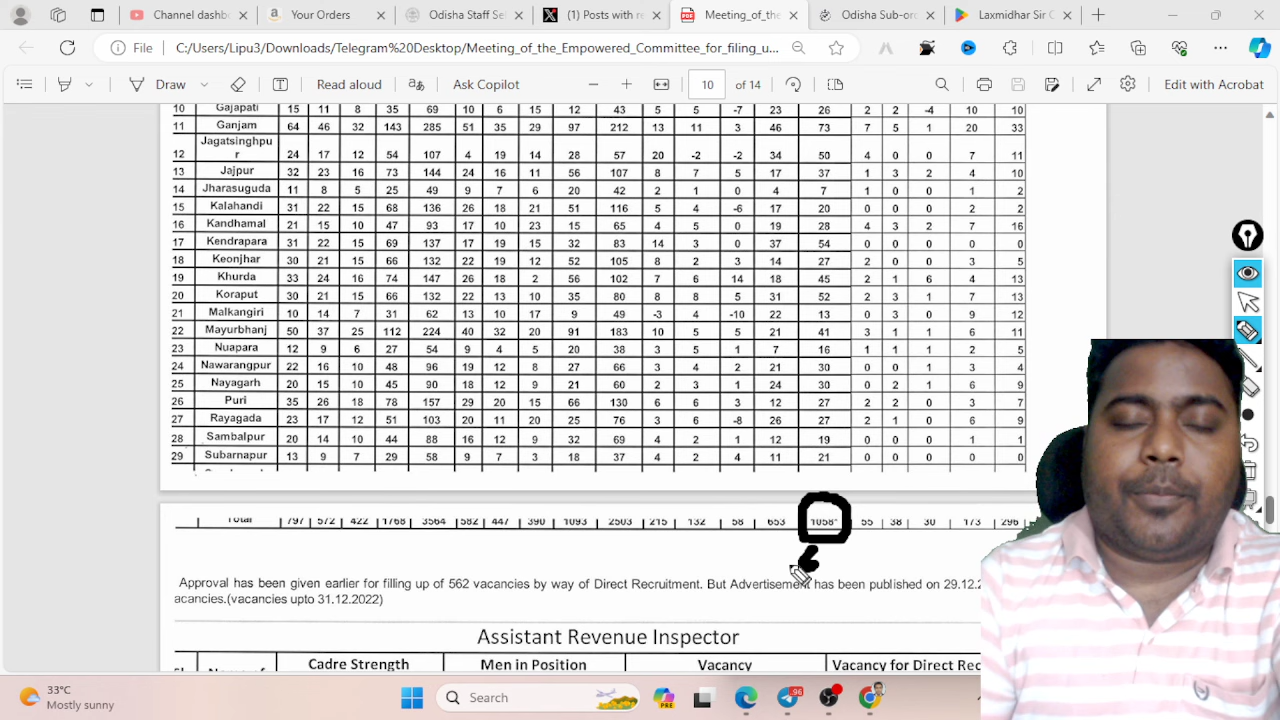 Channel dashb
Your Orders
Odisha Staff Sel
(1) Posts with re
Meeting_of_the
Odisha Sub-orc
Laxmidhar Sir C
File
C:/Users/Lipu3/Downloads/Telegram%20Desktop/Meeting_of_the_Empowered_Committee_for_filing_u...
Draw
Read aloud
Ask Copilot
10 of 14
Edit with Acrobat
10 Gajapati 15 11 8 35 69 10 6 15 12 43 5 5 -7 23 26 2 2 -4 10 10
11 Ganjam 64 46 32 143 285 51 35 29 97 212 13 11 3 46 73 7 5 1 20 33
12 Jagatsinghpu
r 24 17 12 54 107 4 19 14 28 57 20 -2 -2 34 50 4 0 0 7 11
13 Jajpur 32 23 16 73 144 24 16 11 56 107 8 7 5 17 37 1 3 2 4 10
14 Jharasuguda 11 8 5 25 49 9 7 6 20 42 2 1 0 4 7 1 0 0 1 2
15 Kalahandi 31 22 15 68 136 26 18 21 51 116 5 4 -6 17 20 0 0 0 2 2
16 Kandhamal 21 15 10 47 93 17 10 23 15 65 4 5 0 19 28 4 3 2 7 16
17 Kendrapara 31 22 15 69 137 17 19 15 32 83 14 3 0 37 54 0 0 0 0 0
18 Keonjhar 30 21 15 66 132 22 19 12 52 105 8 2 3 14 27 2 0 0 3 5
19 Khurda 33 24 16 74 147 26 18 2 56 102 7 6 14 18 45 2 1 6 4 13
20 Koraput 30 21 15 66 132 22 13 10 35 80 8 8 5 31 52 2 3 1 7 13
21 Malkangiri 10 14 7 31 62 13 10 17 9 49 -3 4 -10 22 13 0 3 0 9 12
22 Mayurbhanj 50 37 25 112 224 40 32 20 91 183 10 5 5 21 41 3 1 1 6 11
23 Nuapara 12 9 6 27 54 9 4 5 20 38 3 5 1 7 16 1 1 1 2 5
24 Nawarangpur 22 16 10 48 96 19 12 8 27 66 3 4 2 21 30 0 0 1 3 4
25 Nayagarh 20 15 10 45 90 18 12 9 21 60 2 3 1 24 30 0 2 1 6 9
26 Puri 35 26 18 78 157 29 20 15 66 130 6 6 3 12 27 2 2 0 3 7
27 Rayagada 23 17 12 51 103 20 11 20 25 76 3 6 -8 26 27 2 1 0 6 9
28 Sambalpur 20 14 10 44 88 16 12 9 32 69 4 2 1 12 19 0 0 0 1 1
29 Subarnapur 13 9 7 29 58 9 7 3 18 37 4 2 4 11 21 0 0 0 0 0
Total 797 572 422 1768 3564 582 447 390 1093 2503 215 132 58 653 1058* 55 38 30 173 296
Approval has been given earlier for filling up of 562 vacancies by way of Direct Recruitment. But Advertisement has been published on 29.12.2
acancies.(vacancies upto 31.12.2022)
Assistant Revenue Inspector
Cadre Strength Men in Position Vacancy Vacancy for Direct Rec
33°C
Mostly sunny
Search
PRE
96